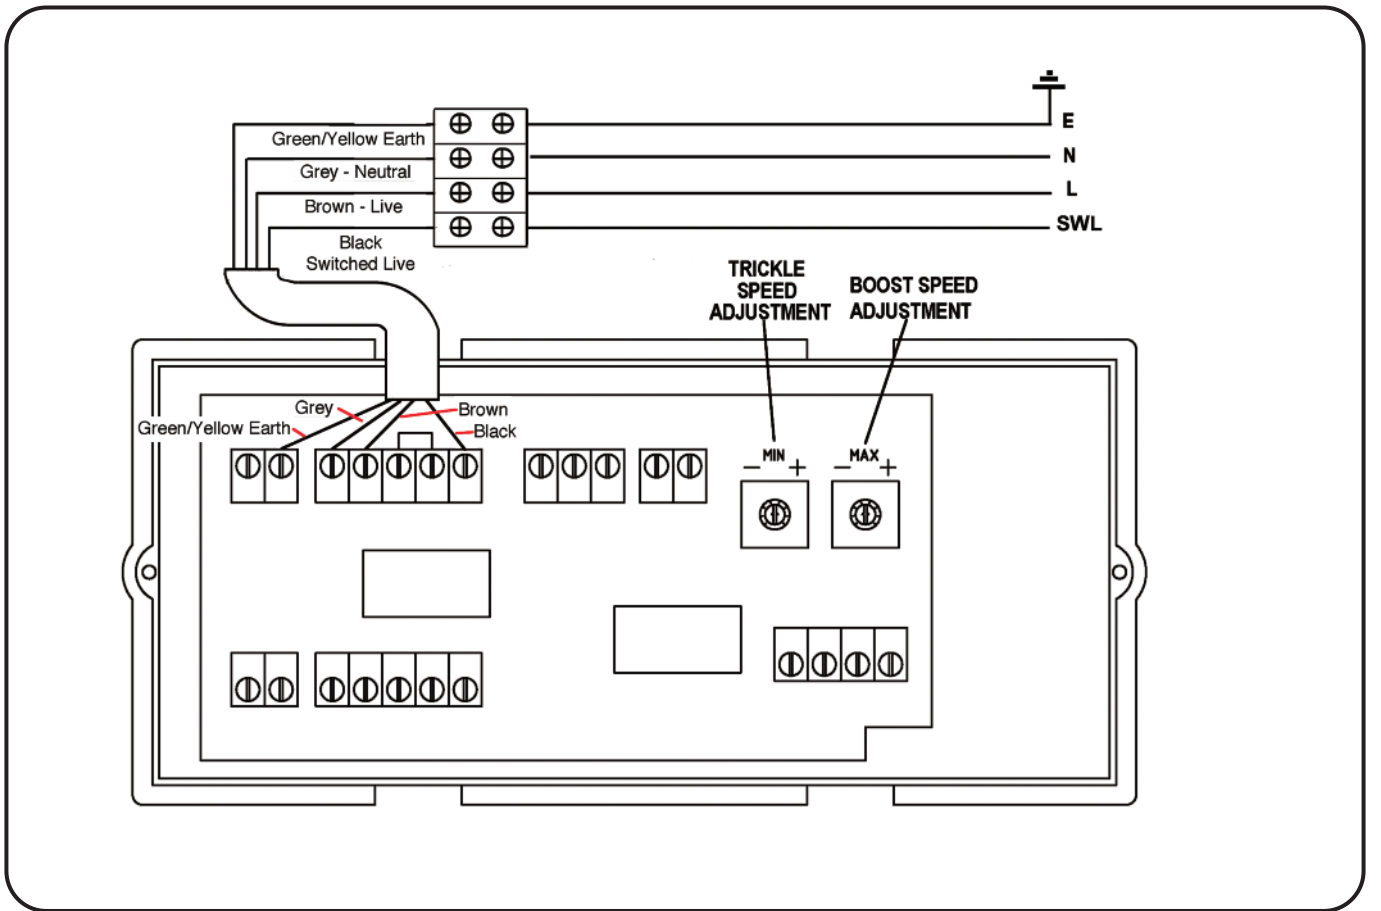 E
Green/Yellow Earth
N
Grey - Neutral
L
Brown - Live
SWL
Black
Switched Live
TRICKLE
SPEED
ADJUSTMENT
BOOST SPEED
ADJUSTMENT
Grey
Brown
Green/Yellow Earth
Black
MIN
− +
MAX
− +